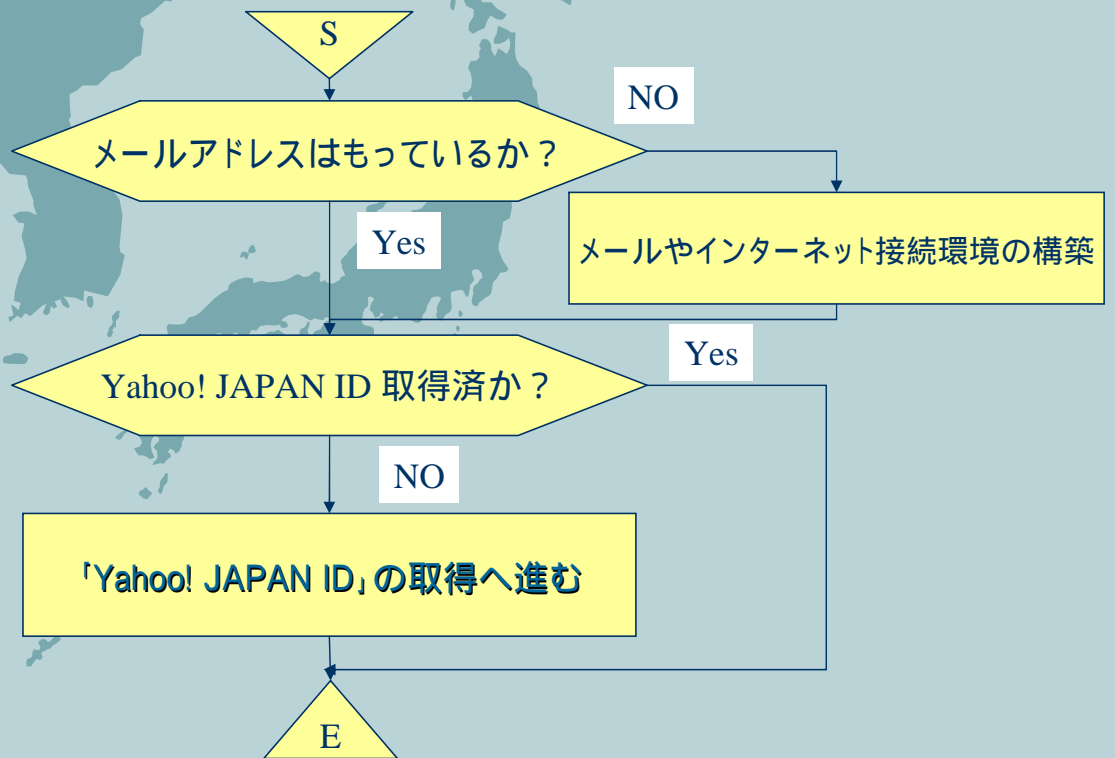 S
NO
メールアドレスはもっているか？
Yes
メールやインターネット接続環境の構築
Yes
Yahoo! JAPAN ID 取得済か？
NO
「Yahoo! JAPAN ID」の取得へ進む
E